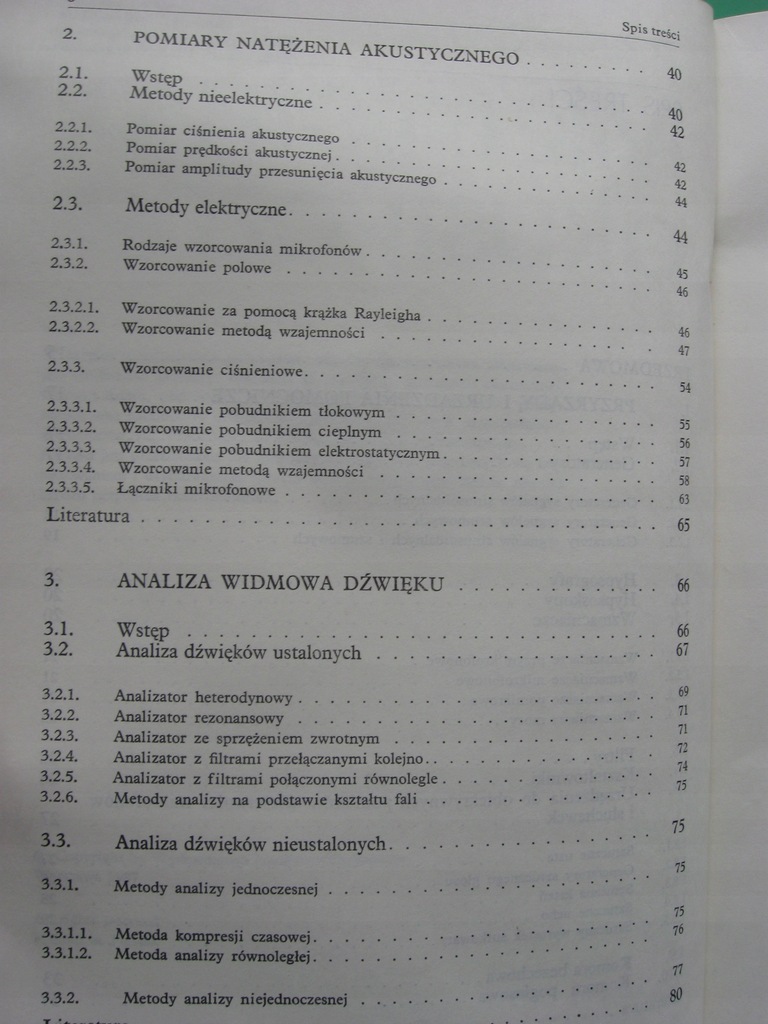 Spis treści
2. POMIARY NATĘŻENIA AKUSTYCZNEGO . . . . . . . . 40
2.1. Wstęp . . . . . . . . 40
2.2. Metody nieelektryczne . . . . . . . . 42
2.2.1. Pomiar ciśnienia akustycznego . . . . . . . . 42
2.2.2. Pomiar prędkości akustycznej . . . . . . . . 42
2.2.3. Pomiar amplitudy przesunięcia akustycznego . . . . . . . . 44
2.3. Metody elektryczne . . . . . . . . 44
2.3.1. Rodzaje wzorcowania mikrofonów . . . . . . . . 45
2.3.2. Wzorcowanie polowe . . . . . . . . 46
2.3.2.1. Wzorcowanie za pomocą krążka Rayleigha . . . . . . . . 46
2.3.2.2. Wzorcowanie metodą wzajemności . . . . . . . . 47
2.3.3. Wzorcowanie ciśnieniowe . . . . . . . . 54
2.3.3.1. Wzorcowanie pobudnikiem tłokowym . . . . . . . . 55
2.3.3.2. Wzorcowanie pobudnikiem cieplnym . . . . . . . . 56
2.3.3.3. Wzorcowanie pobudnikiem elektrostatycznym . . . . . . . . 57
2.3.3.4. Wzorcowanie metodą wzajemności . . . . . . . . 58
2.3.3.5. Łączniki mikrofonowe . . . . . . . . 63
Literatura . . . . . . . . 65
3. ANALIZA WIDMOWA DŹWIĘKU . . . . . . . . 66
3.1. Wstęp . . . . . . . . 66
3.2. Analiza dźwięków ustalonych . . . . . . . . 67
3.2.1. Analizator heterodynowy . . . . . . . . 69
3.2.2. Analizator rezonansowy . . . . . . . . 71
3.2.3. Analizator ze sprzężeniem zwrotnym . . . . . . . . 71
3.2.4. Analizator z filtrami przełączanymi kolejno . . . . . . . . 72
3.2.5. Analizator z filtrami połączonymi równolegle . . . . . . . . 74
3.2.6. Metody analizy na podstawie kształtu fali . . . . . . . . 75
3.3. Analiza dźwięków nieustalonych . . . . . . . . 75
3.3.1. Metody analizy jednoczesnej . . . . . . . . 75
3.3.1.1. Metoda kompresji czasowej . . . . . . . . 75
3.3.1.2. Metoda analizy równoległej . . . . . . . . 76
3.3.2. Metody analizy niejednoczesnej . . . . . . . . 77
80